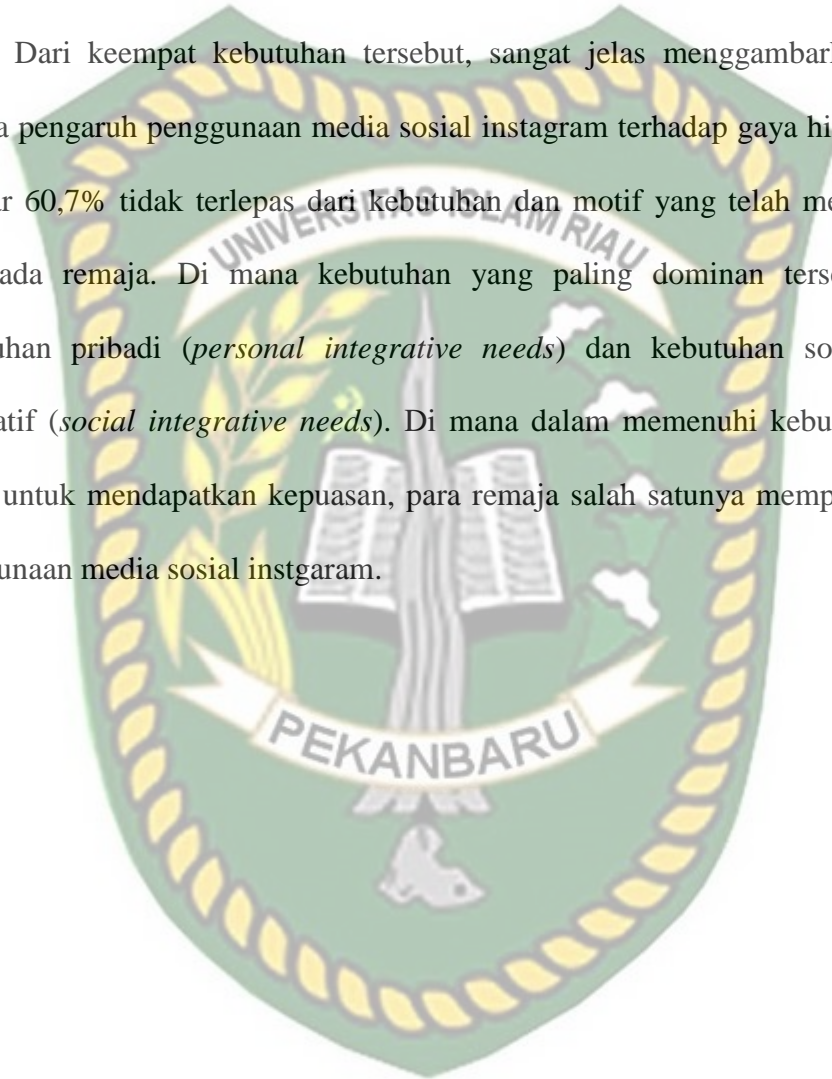 Dari keempat kebutuhan tersebut, sangat jelas menggambark
a pengaruh penggunaan media sosial instagram terhadap gaya hi
r 60,7% tidak terlepas dari kebutuhan dan motif yang telah me
ada remaja. Di mana kebutuhan yang paling dominan terse
uhan pribadi (personal integrative needs) dan kebutuhan so
atif (social integrative needs). Di mana dalam memenuhi kebu
untuk mendapatkan kepuasan, para remaja salah satunya memp
unaan media sosial instgaram.
UNIVERSITAS ISLAM RIAU
PEKANBARU